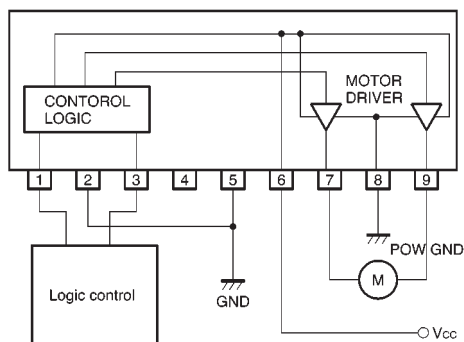 CONTOROL
LOGIC
MOTOR
DRIVER
1 2 3 4 5 6 7 8 9
POW GND
M
Logic control
GND
Vcc